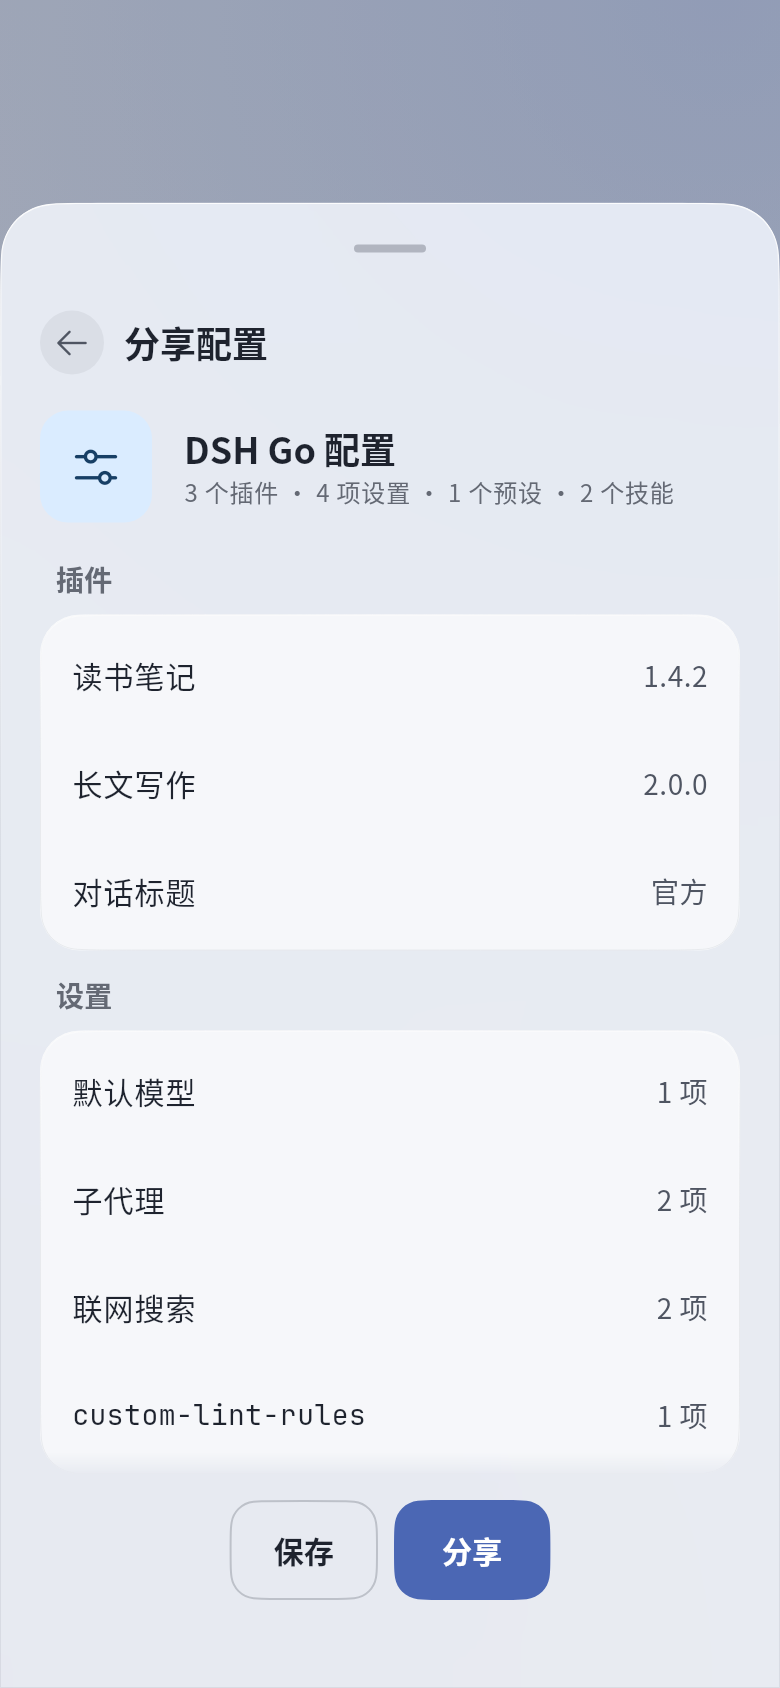 分享配置
DSH Go 配置
3 个插件 • 4 项设置 • 1 个预设 • 2 个技能
插件
读书笔记 1.4.2
长文写作 2.0.0
对话标题 官方
设置
默认模型 1 项
子代理 2 项
联网搜索 2 项
custom-lint-rules 1 项
保存 分享